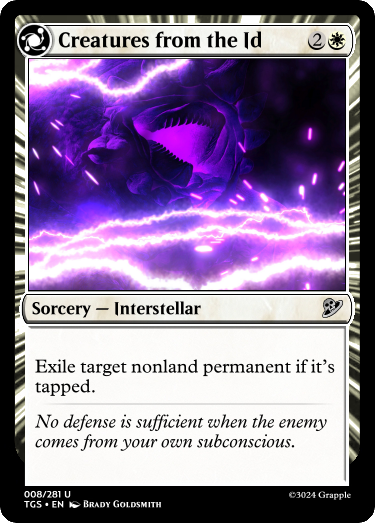 Creatures from the Id 2
Sorcery — Interstellar
Exile target nonland permanent if it's
tapped.
No defense is sufficient when the enemy
comes from your own subconscious.
008/281 U
TGS • EN Brady Goldsmith
©3024 Grapple